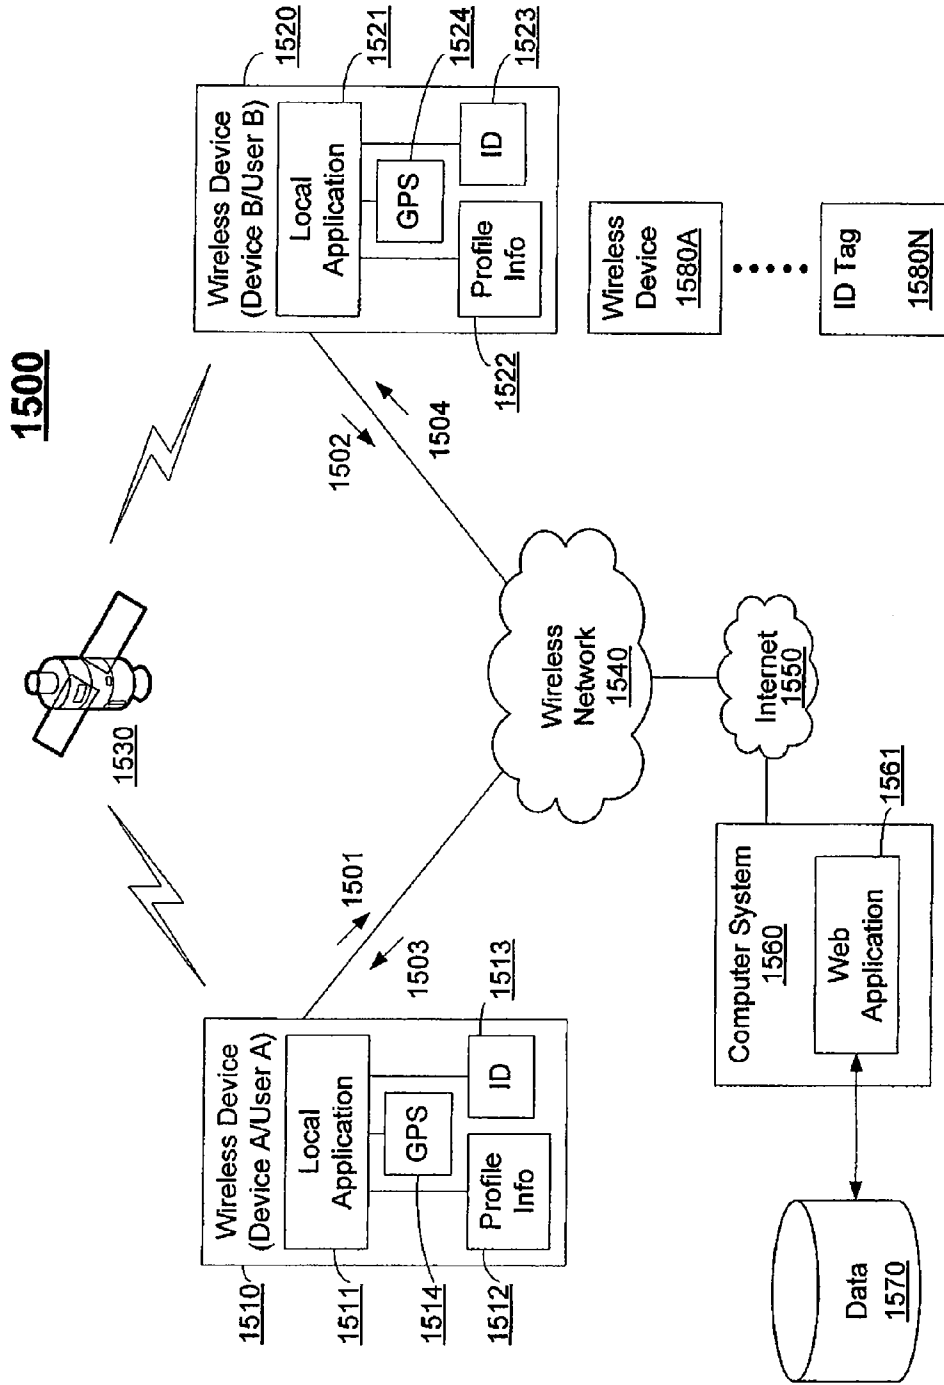 1500
1530
Wireless Device
(Device A/User A)
1510
Local
Application
1511
GPS
1514
Profile
Info
1512
ID
1513
1501
1503
Wireless Device
(Device B/User B)
1520
Local
Application
1521
GPS
1524
ID
1523
Profile
Info
1522
1502
1504
Wireless
Network
1540
Internet
1550
Computer System
1560
Web
Application
1561
Data
1570
Wireless
Device
1580A
ID Tag
1580N